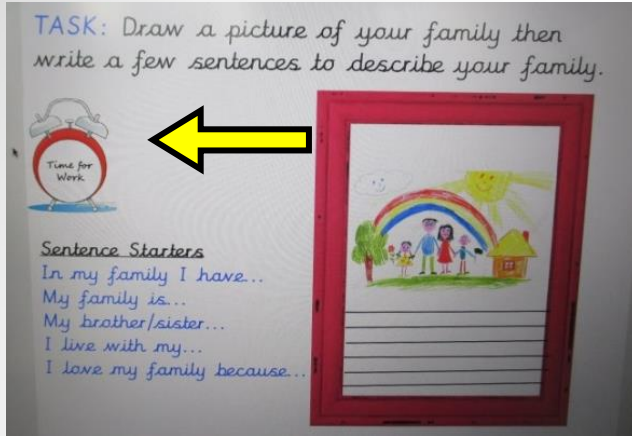 TASK: Draw a picture of your family then
write a few sentences to describe your family.
Time for
Work
Sentence Starters
In my family I have...
My family is...
My brother/sister...
I live with my...
I love my family because...